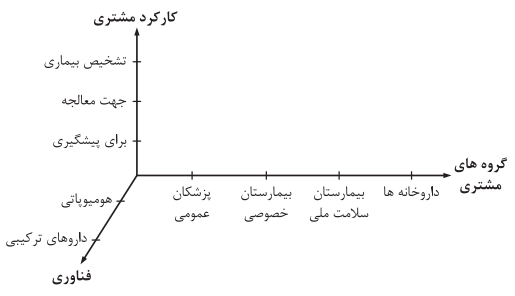 کارکرد مشتری
تشخیص بیماری
جهت معالجه
برای پیشگیری
گروه های
مشتری
داروخانه ها
بیمارستان
سلامت ملی
بیمارستان
خصوصی
پزشکان
عمومی
هومیوپاتی
داروهای ترکیبی
فناوری